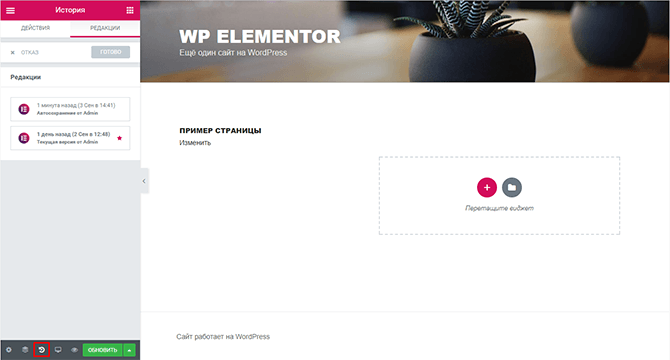 История
ДЕЙСТВИЯ
РЕДАКЦИИ
× ОТКАЗ
ГОТОВО
Редакции
1 минута назад (3 Сен в 14:41)
Автосохранение от Admin
1 день назад (2 Сен в 12:48)
Текущая версия от Admin
ОБНОВИТЬ
WP ELEMENTOR
Ещё один сайт на WordPress
ПРИМЕР СТРАНИЦЫ
Изменить
Перетащите виджет
Сайт работает на WordPress